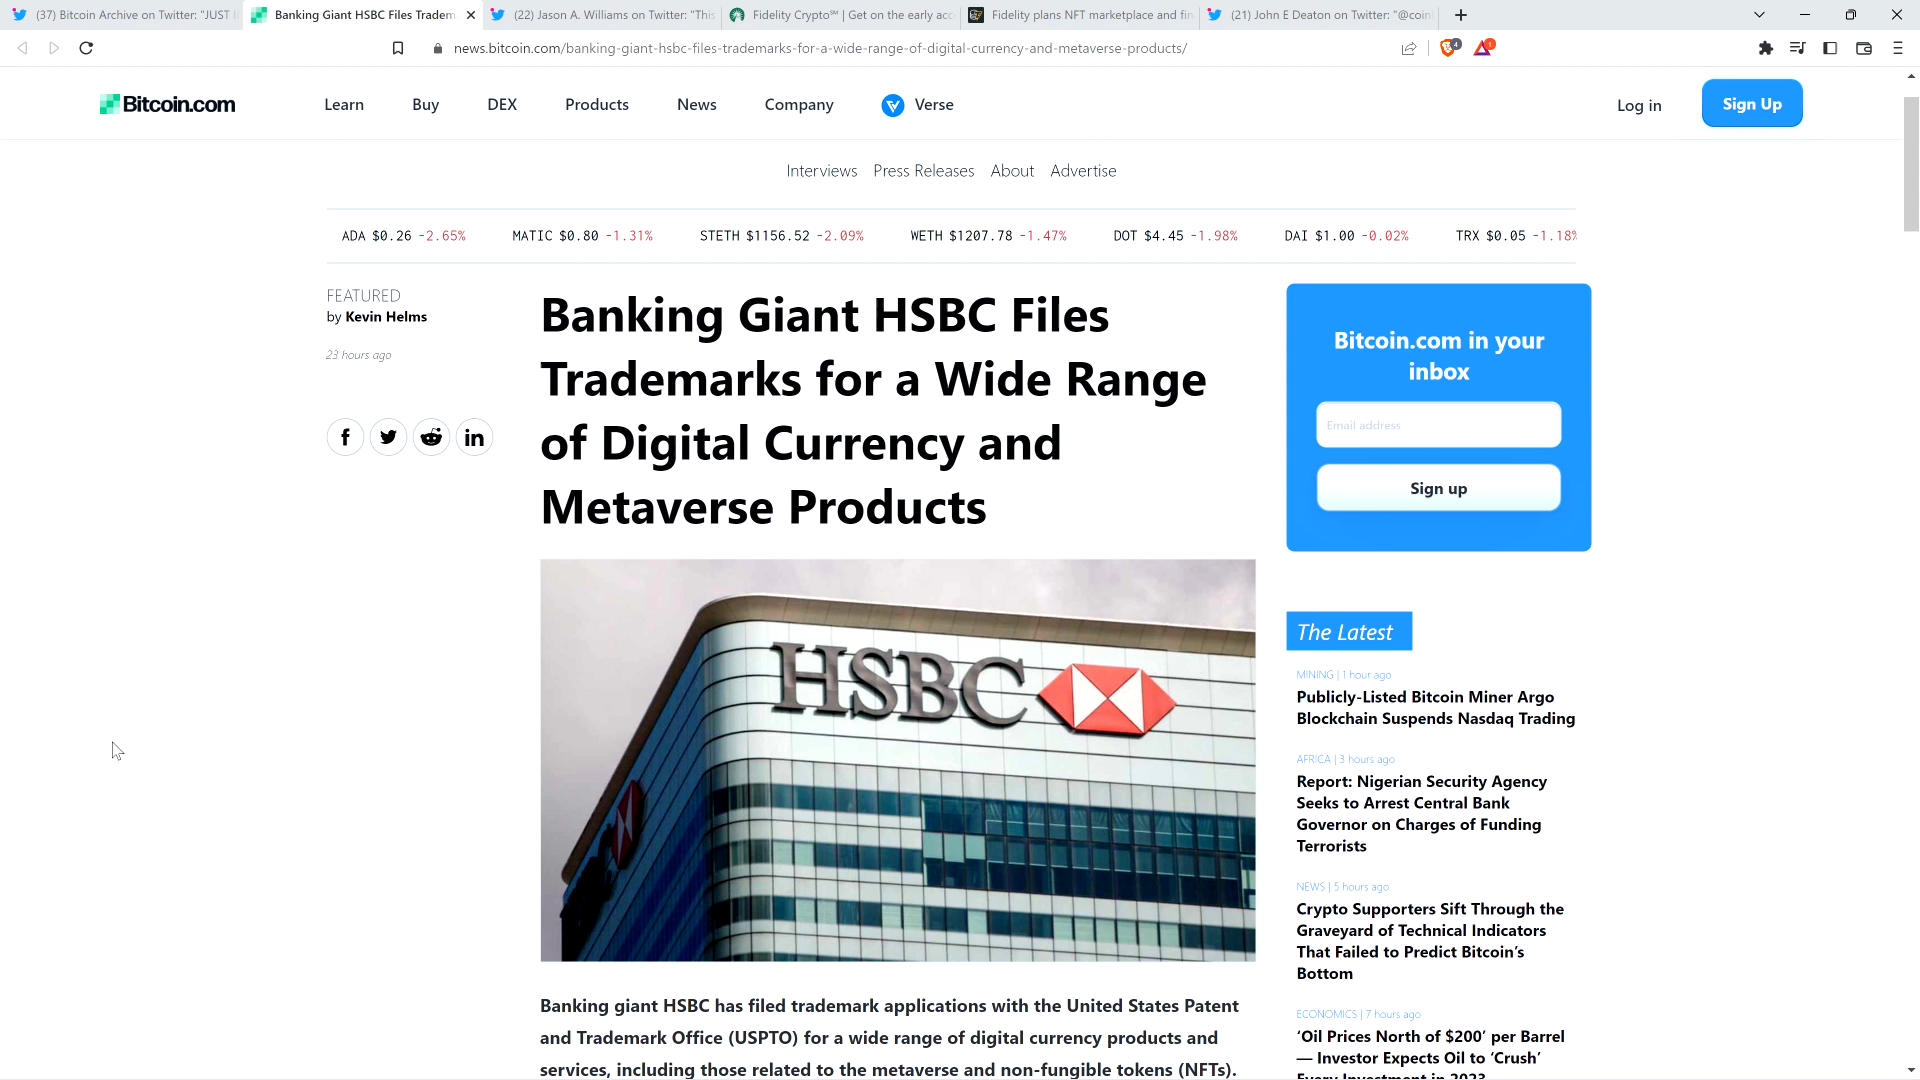 (37) Bitcoin Archive on Twitter: "JUST
Banking Giant HSBC Files Tradem
(22) Jason A. Williams on Twitter: "This
Fidelity Crypto℠ | Get on the early acc
Fidelity plans NFT marketplace and fin
(21) John E Deaton on Twitter: "@coin
news.bitcoin.com/banking-giant-hsbc-files-trademarks-for-a-wide-range-of-digital-currency-and-metaverse-products/
4
1
Bitcoin.com
Learn
Buy
DEX
Products
News
Company
Verse
Log in
Sign Up
Interviews
Press Releases
About
Advertise
ADA $0.26 -2.65%
MATIC $0.80 -1.31%
STETH $1156.52 -2.09%
WETH $1207.78 -1.47%
DOT $4.45 -1.98%
DAI $1.00 -0.02%
TRX $0.05 -1.18%
FEATURED
by Kevin Helms
23 hours ago
Banking Giant HSBC Files
Trademarks for a Wide Range
of Digital Currency and
Metaverse Products
HSBC
Banking giant HSBC has filed trademark applications with the United States Patent
and Trademark Office (USPTO) for a wide range of digital currency products and
services, including those related to the metaverse and non-fungible tokens (NFTs).
Bitcoin.com in your
inbox
Email address
Sign up
The Latest
MINING | 1 hour ago
Publicly-Listed Bitcoin Miner Argo
Blockchain Suspends Nasdaq Trading
AFRICA | 3 hours ago
Report: Nigerian Security Agency
Seeks to Arrest Central Bank
Governor on Charges of Funding
Terrorists
NEWS | 5 hours ago
Crypto Supporters Sift Through the
Graveyard of Technical Indicators
That Failed to Predict Bitcoin's
Bottom
ECONOMICS | 7 hours ago
‘Oil Prices North of $200’ per Barrel
— Investor Expects Oil to ‘Crush’
Every Investment in 2023